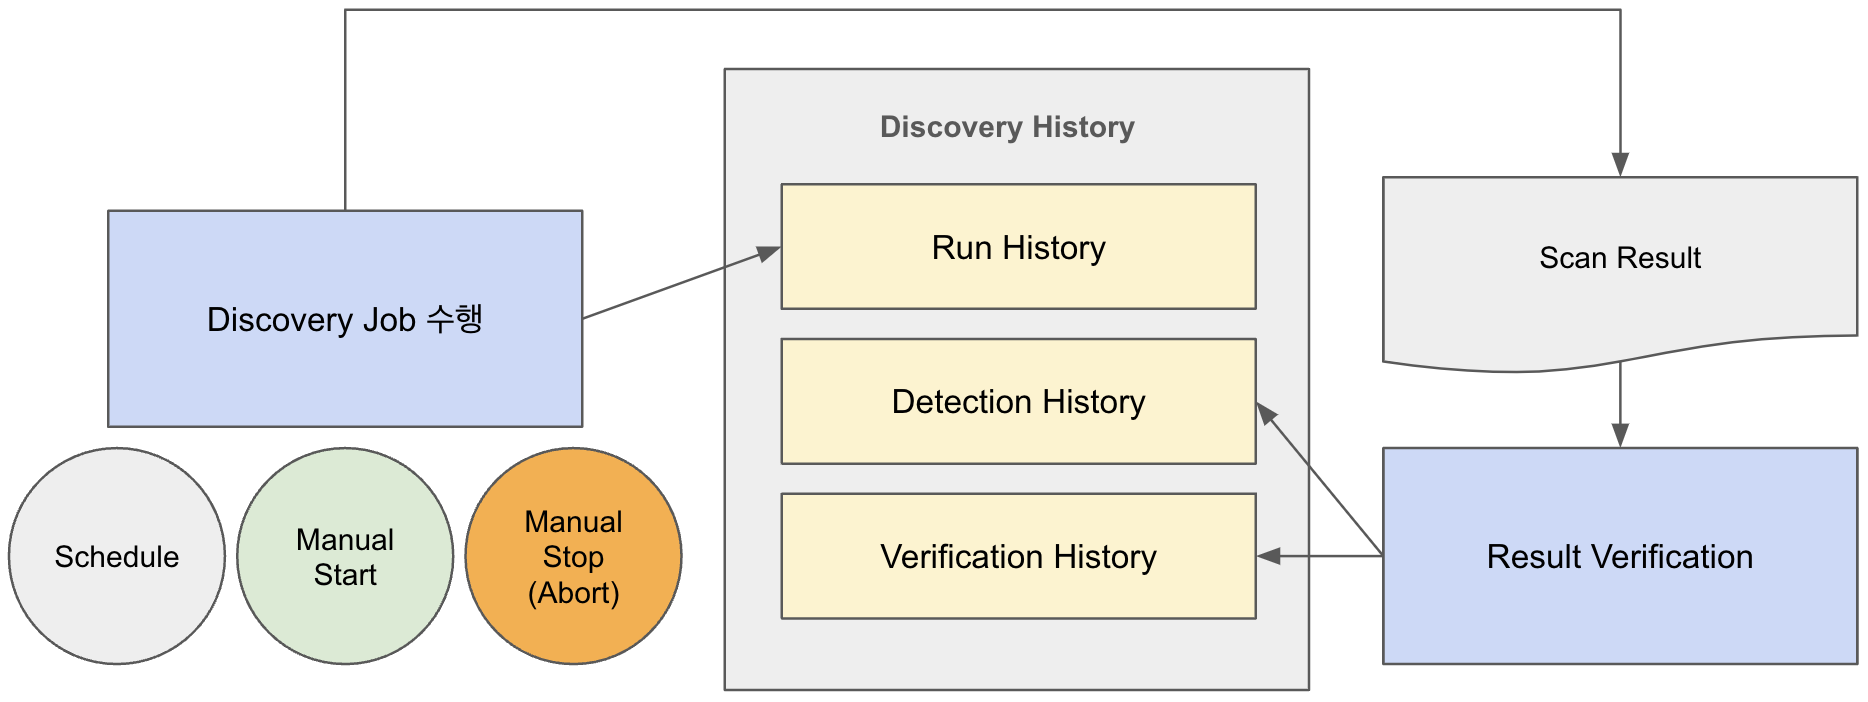 Discovery History
Run History
Scan Result
Discovery Job 수행
Detection History
Schedule
Manual
Start
Manual
Stop
(Abort)
Verification History
Result Verification